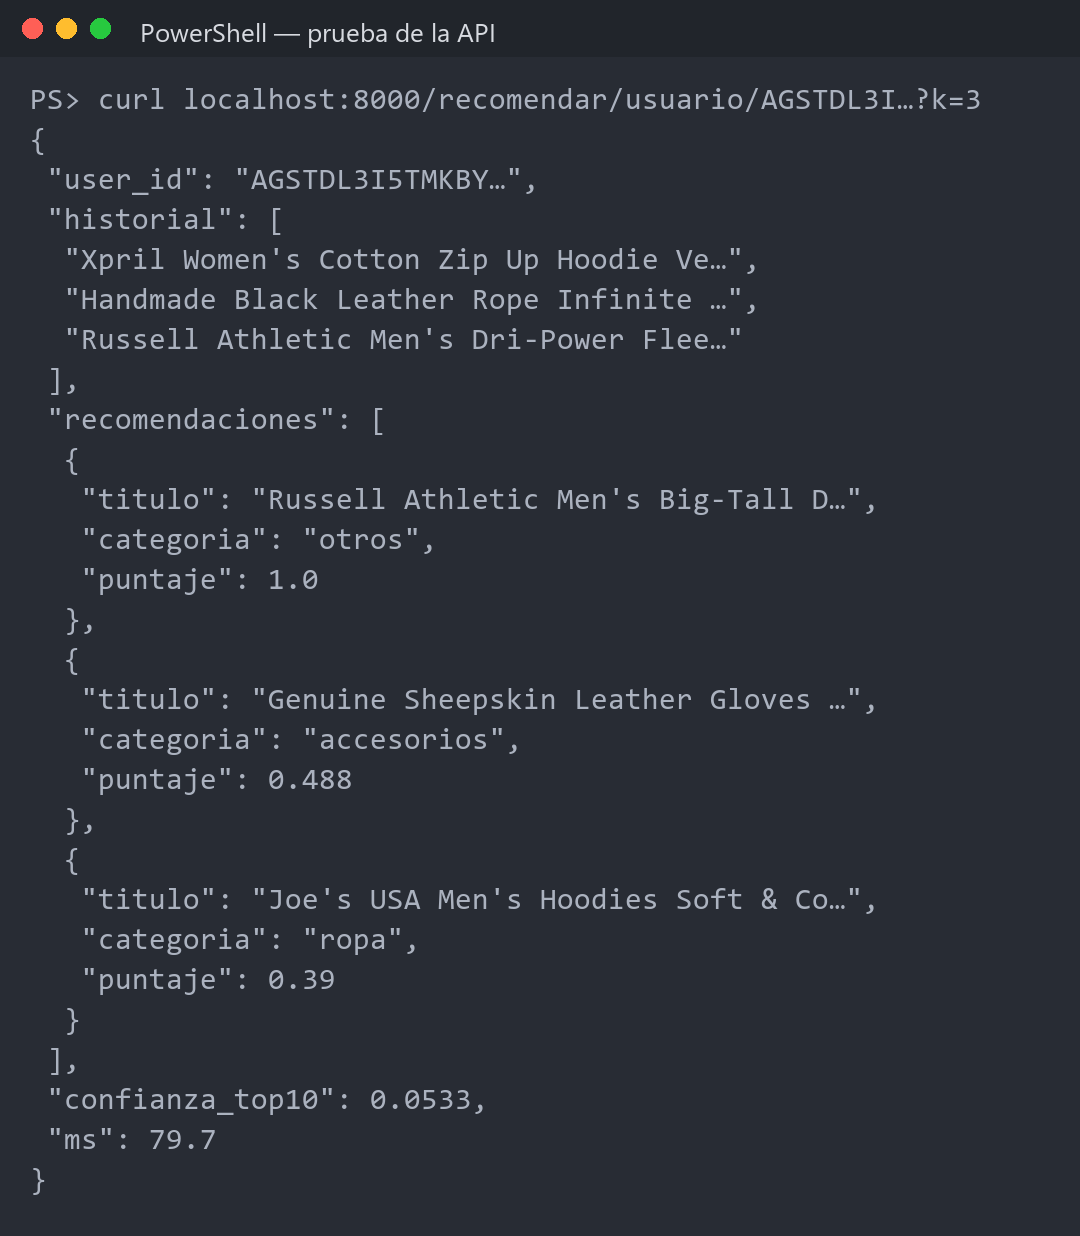 PowerShell — prueba de la API
PS> curl localhost:8000/recomendar/usuario/AGSTDL3I…?k=3
{
"user_id": "AGSTDL3I5TMKBY…",
"historial": [
"Xpril Women's Cotton Zip Up Hoodie Ve…",
"Handmade Black Leather Rope Infinite …",
"Russell Athletic Men's Dri-Power Flee…"
],
"recomendaciones": [
{
"titulo": "Russell Athletic Men's Big-Tall D…",
"categoria": "otros",
"puntaje": 1.0
},
{
"titulo": "Genuine Sheepskin Leather Gloves …",
"categoria": "accesorios",
"puntaje": 0.488
},
{
"titulo": "Joe's USA Men's Hoodies Soft & Co…",
"categoria": "ropa",
"puntaje": 0.39
}
],
"confianza_top10": 0.0533,
"ms": 79.7
}